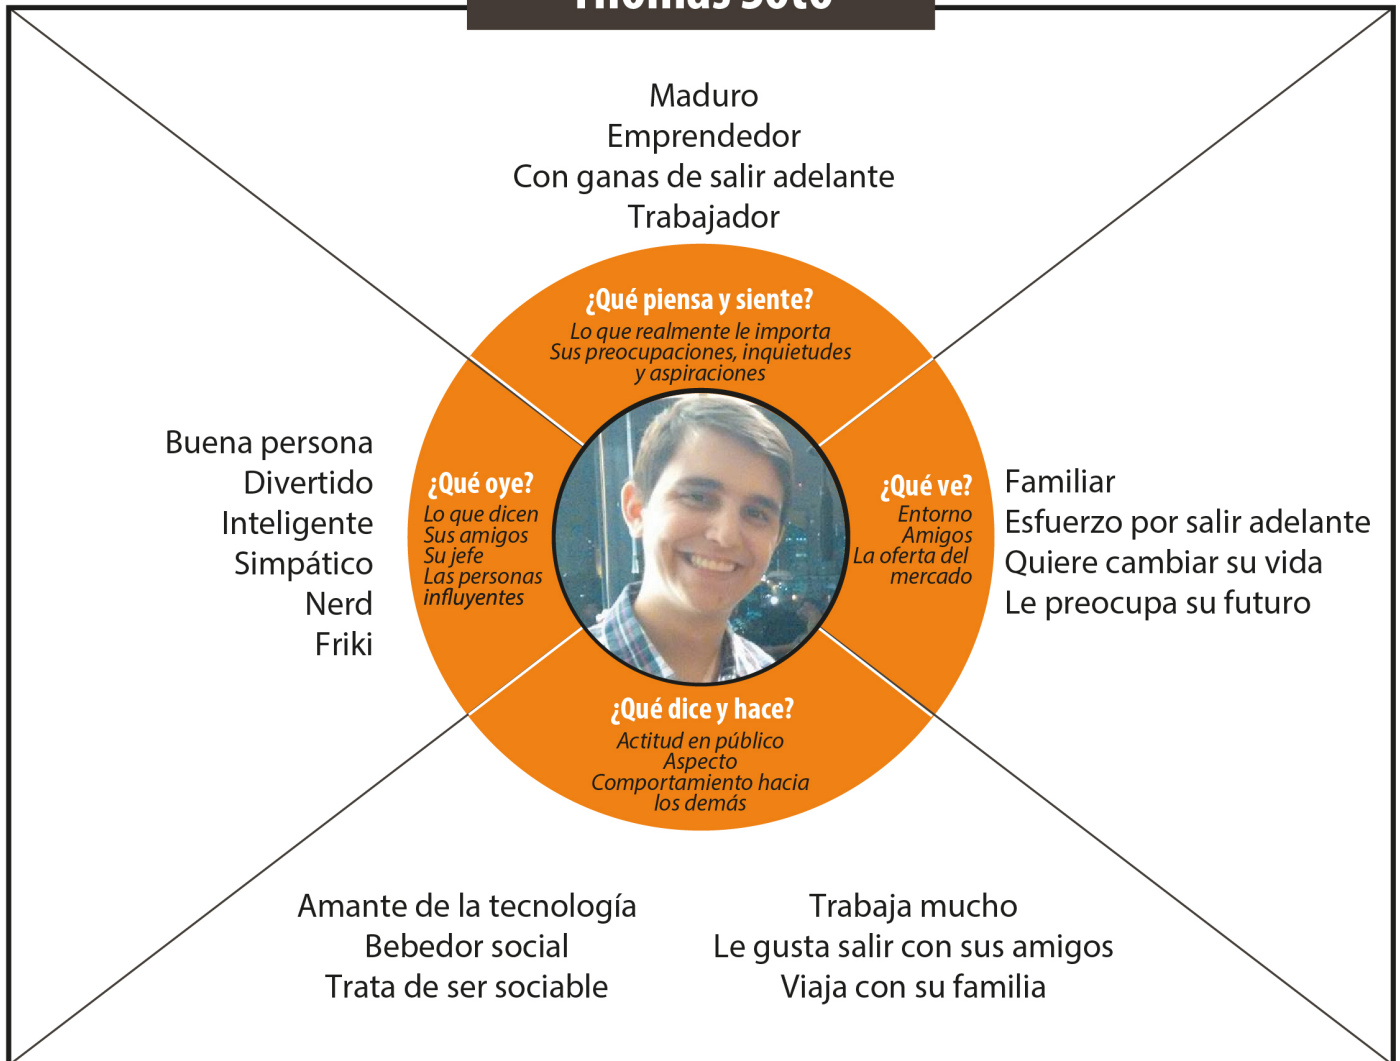 Thomas Soto
Maduro
Emprendedor
Con ganas de salir adelante
Trabajador
¿Qué piensa y siente?
Lo que realmente le importa
Sus preocupaciones, inquietudes
y aspiraciones
Buena persona
Divertido
Inteligente
Simpático
Nerd
Friki
¿Qué oye?
Lo que dicen
Sus amigos
Su jefe
Las personas
influyentes
¿Qué ve?
Entorno
Amigos
La oferta del
mercado
Familiar
Esfuerzo por salir adelante
Quiere cambiar su vida
Le preocupa su futuro
¿Qué dice y hace?
Actitud en público
Aspecto
Comportamiento hacia
los demás
Amante de la tecnología
Bebedor social
Trata de ser sociable
Trabaja mucho
Le gusta salir con sus amigos
Viaja con su familia